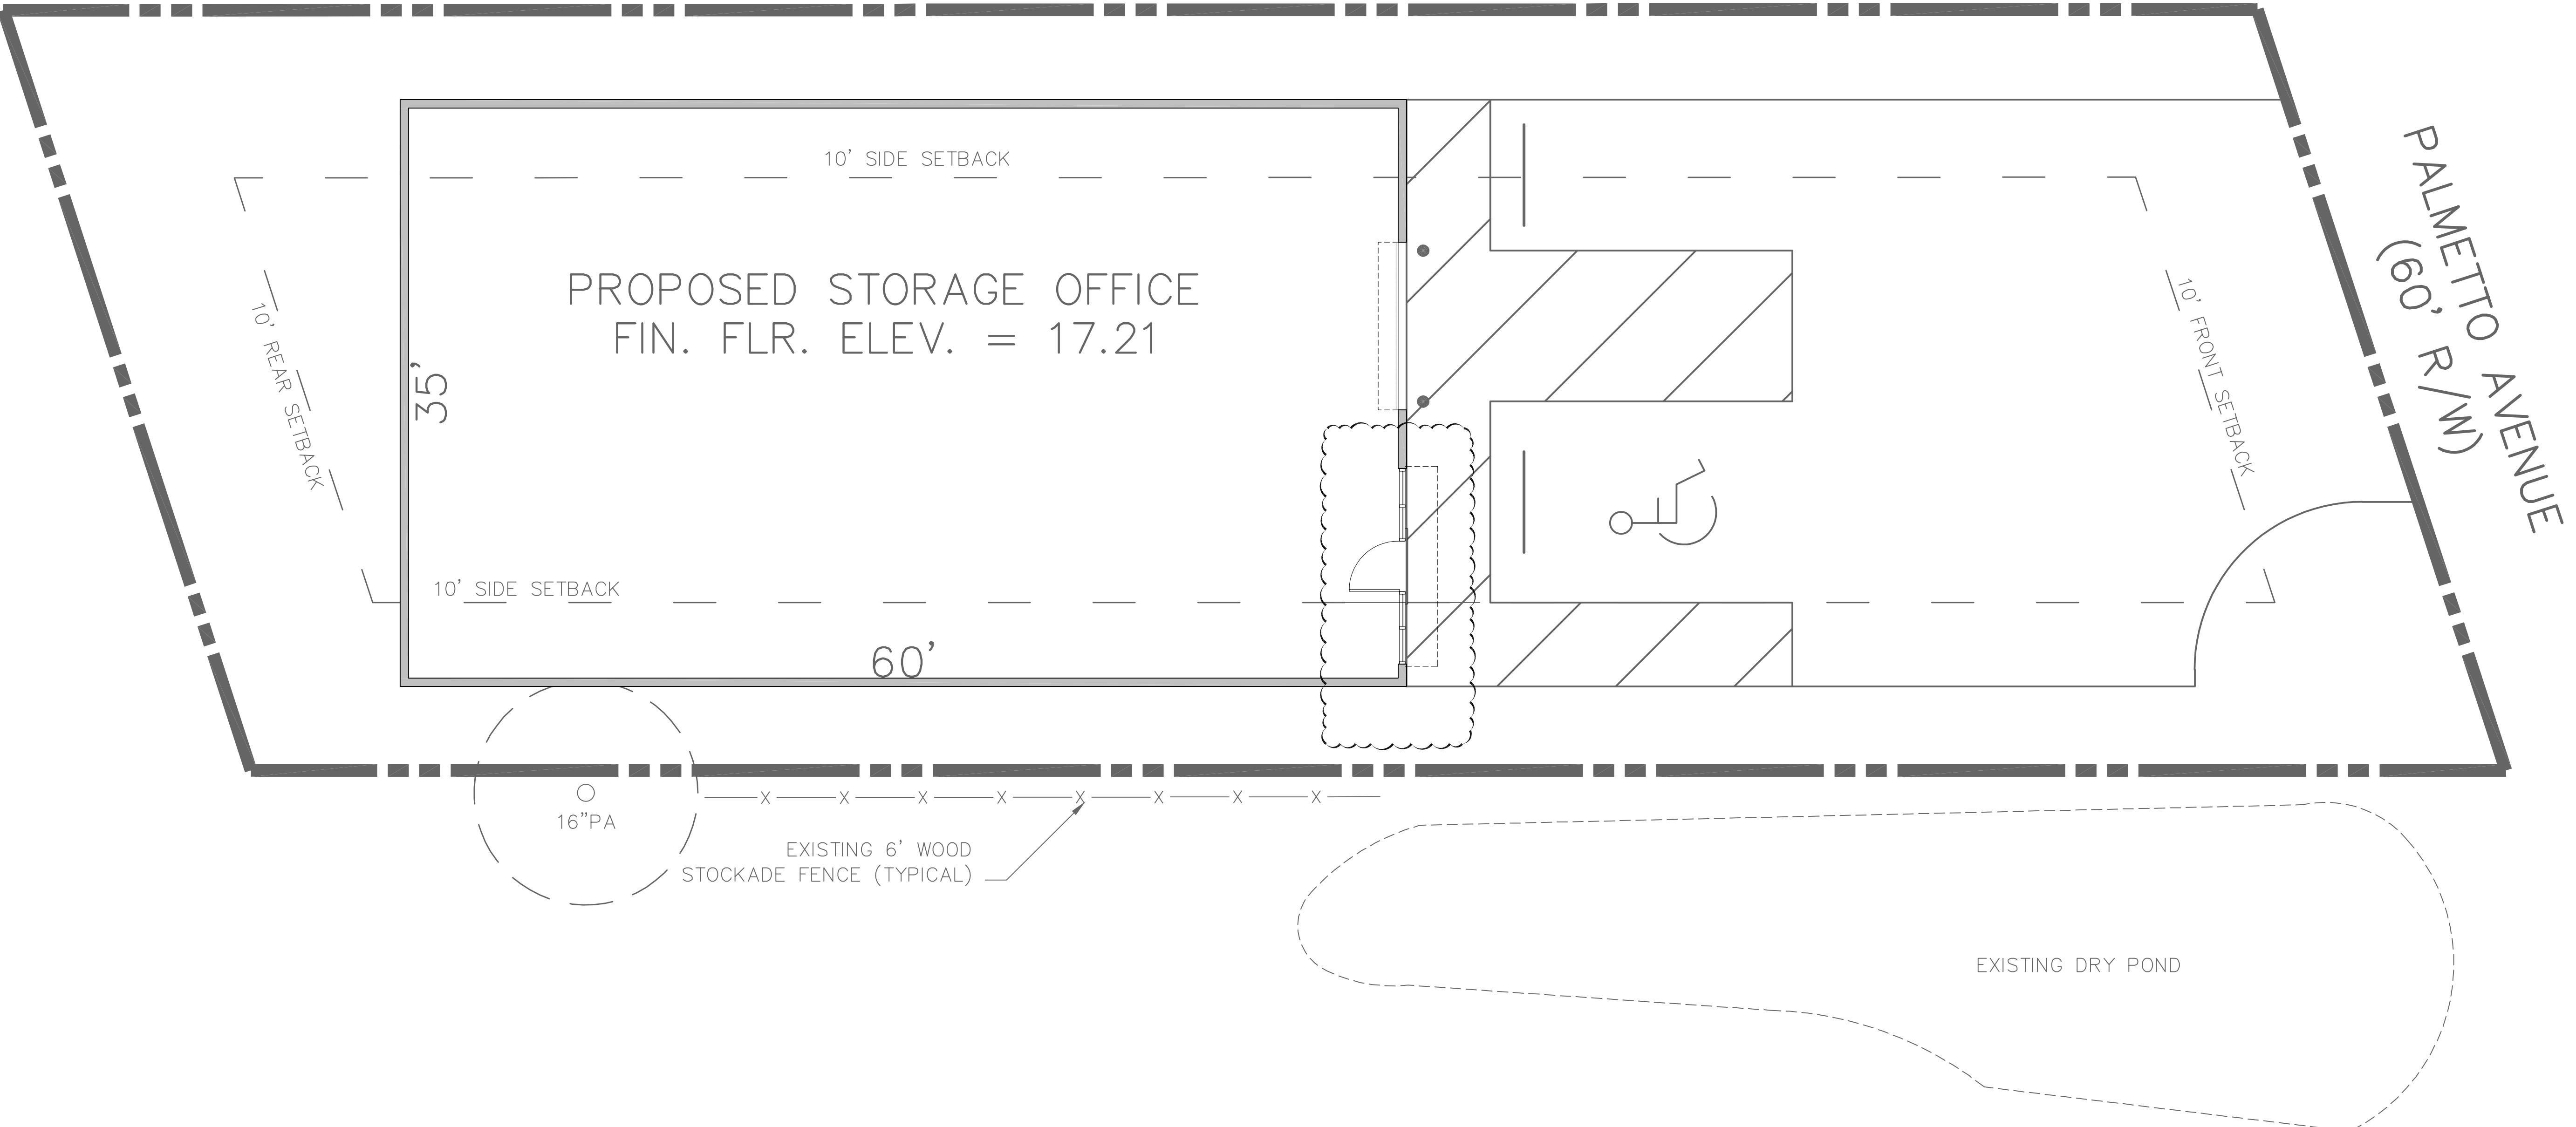 10' SIDE SETBACK
PROPOSED STORAGE OFFICE
FIN. FLR. ELEV. = 17.21
10' REAR SETBACK
35'
10' SIDE SETBACK
60'
10' FRONT SETBACK
PALMETTO AVENUE
(60' R/W)
16"PA
X X X X X X X X
EXISTING 6' WOOD
STOCKADE FENCE (TYPICAL)
EXISTING DRY POND